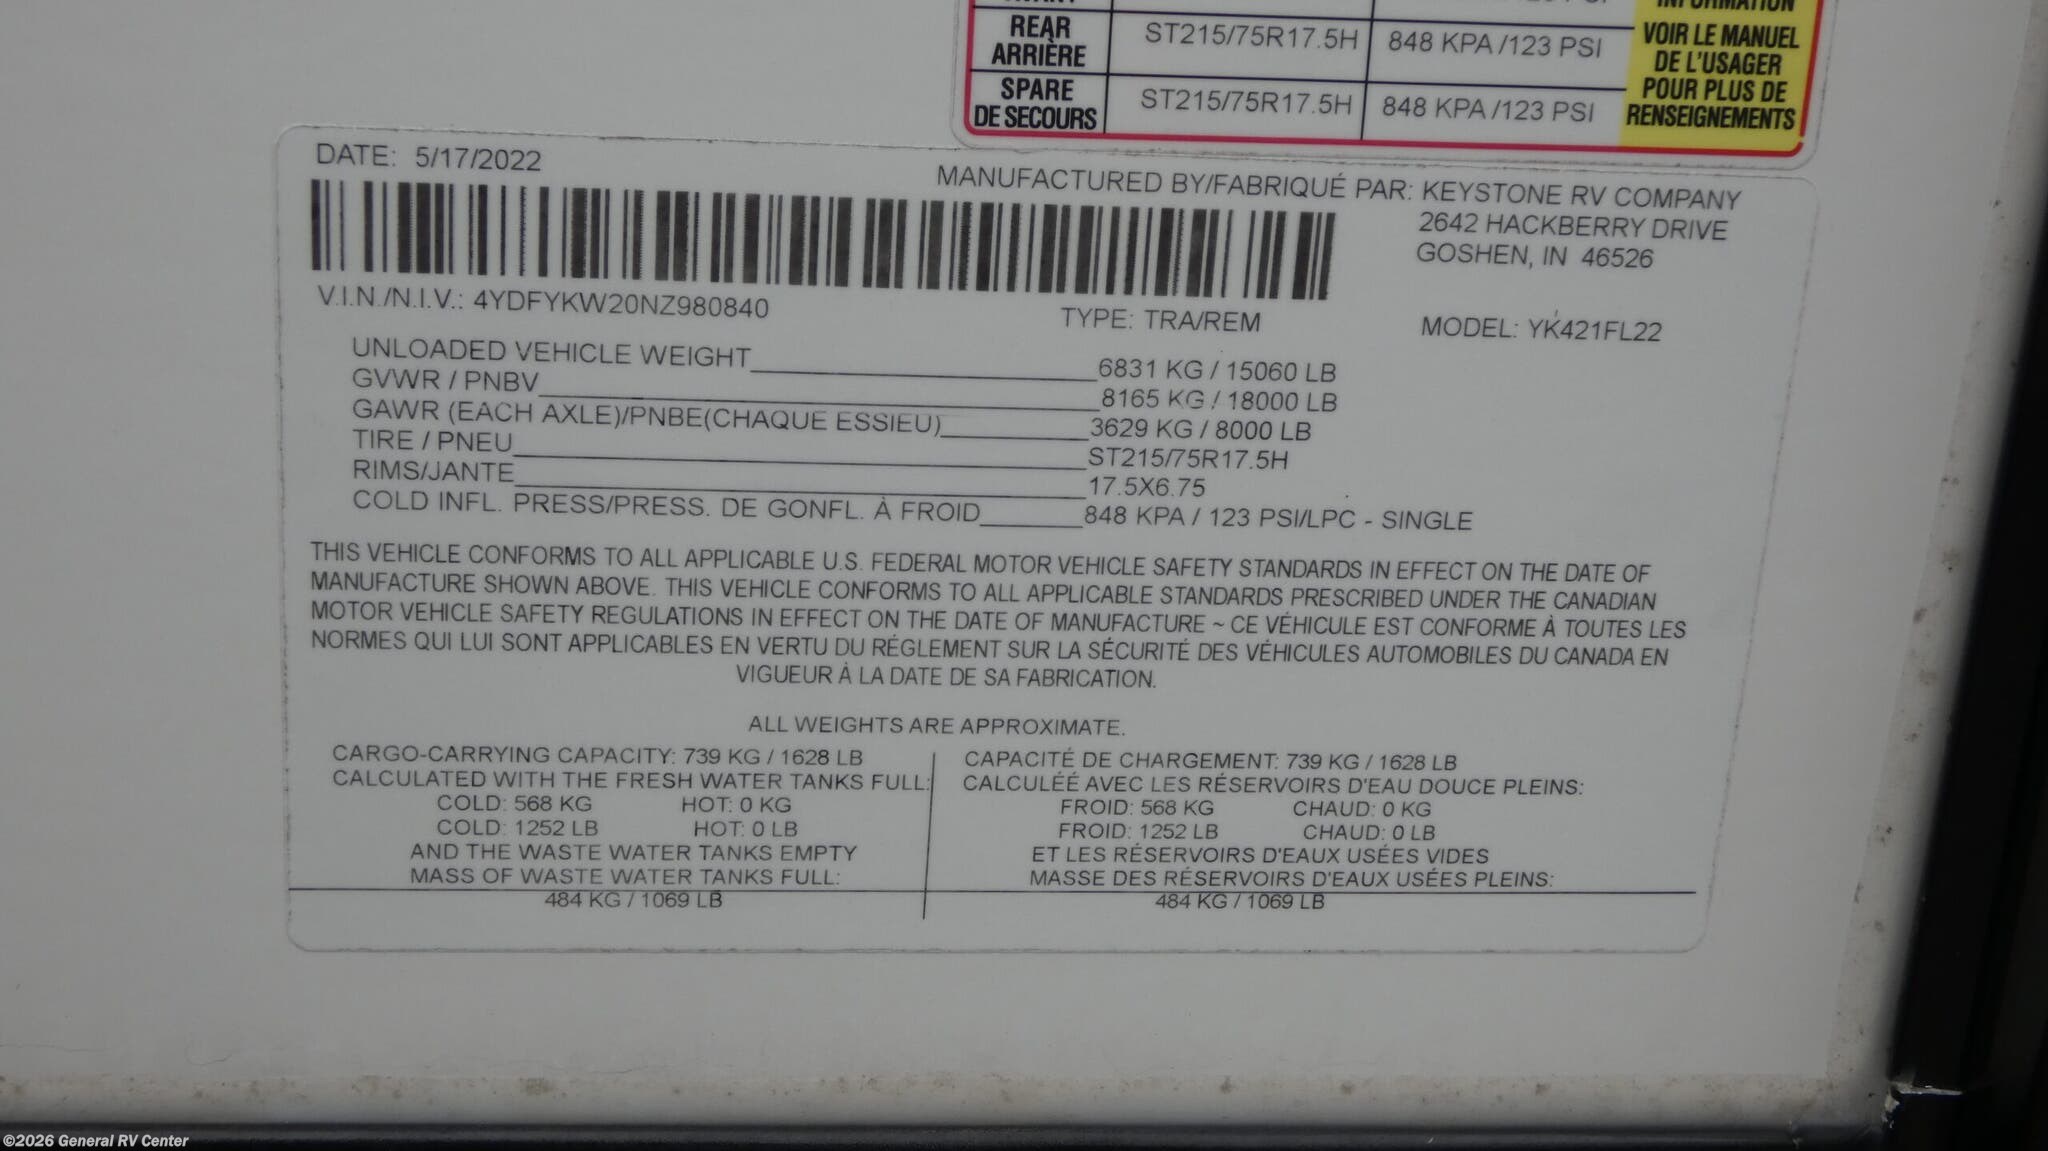 INFORMATION
REAR ST215/75R17.5H 848 KPA /123 PSI VOIR LE MANUEL
ARRIÈRE DE L'USAGER
SPARE ST215/75R17.5H 848 KPA /123 PSI POUR PLUS DE
DE SECOURS RENSEIGNEMENTS
DATE: 5/17/2022
MANUFACTURED BY/FABRIQUÉ PAR: KEYSTONE RV COMPANY
2642 HACKBERRY DRIVE
GOSHEN, IN 46526
V.I.N./N.I.V.: 4YDFYKW20NZ980840
TYPE: TRA/REM
MODEL: YK421FL22
UNLOADED VEHICLE WEIGHT 6831 KG / 15060 LB
GVWR / PNBV 8165 KG / 18000 LB
GAWR (EACH AXLE)/PNBE(CHAQUE ESSIEU) 3629 KG / 8000 LB
TIRE / PNEU ST215/75R17.5H
RIMS/JANTE 17.5X6.75
COLD INFL. PRESS/PRESS. DE GONFL. À FROID 848 KPA / 123 PSI/LPC - SINGLE
THIS VEHICLE CONFORMS TO ALL APPLICABLE U.S. FEDERAL MOTOR VEHICLE SAFETY STANDARDS IN EFFECT ON THE DATE OF
MANUFACTURE SHOWN ABOVE. THIS VEHICLE CONFORMS TO ALL APPLICABLE STANDARDS PRESCRIBED UNDER THE CANADIAN
MOTOR VEHICLE SAFETY REGULATIONS IN EFFECT ON THE DATE OF MANUFACTURE ~ CE VÉHICULE EST CONFORME À TOUTES LES
NORMES QUI LUI SONT APPLICABLES EN VERTU DU RÉGLEMENT SUR LA SÉCURITÉ DES VÉHICULES AUTOMOBILES DU CANADA EN
VIGUEUR À LA DATE DE SA FABRICATION.
ALL WEIGHTS ARE APPROXIMATE.
CARGO-CARRYING CAPACITY: 739 KG / 1628 LB
CALCULATED WITH THE FRESH WATER TANKS FULL:
COLD: 568 KG HOT: 0 KG
COLD: 1252 LB HOT: 0 LB
AND THE WASTE WATER TANKS EMPTY
MASS OF WASTE WATER TANKS FULL:
484 KG / 1069 LB
CAPACITÉ DE CHARGEMENT: 739 KG / 1628 LB
CALCULÉÉ AVEC LES RÉSERVOIRS D'EAU DOUCE PLEINS:
FROID: 568 KG CHAUD: 0 KG
FROID: 1252 LB CHAUD: 0 LB
ET LES RÉSERVOIRS D'EAUX USÉES VIDES
MASSE DES RÉSERVOIRS D'EAUX USÉES PLEINS:
484 KG / 1069 LB
©2026 General RV Center